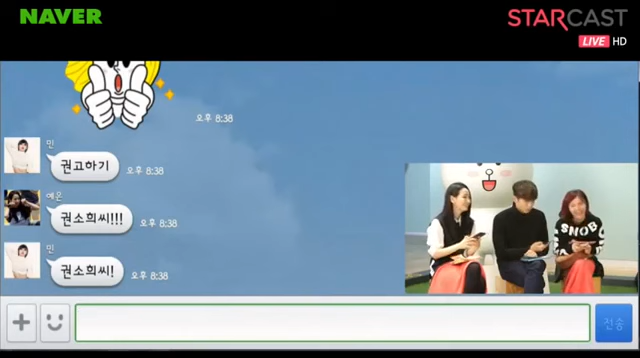 NAVER
STARCAST
LIVE HD
오후 8:38
민
권고하기
오후 8:38
예온
권소희씨!!!
오후 8:38
민
권소희씨!
오후 8:38
SNOB
전송